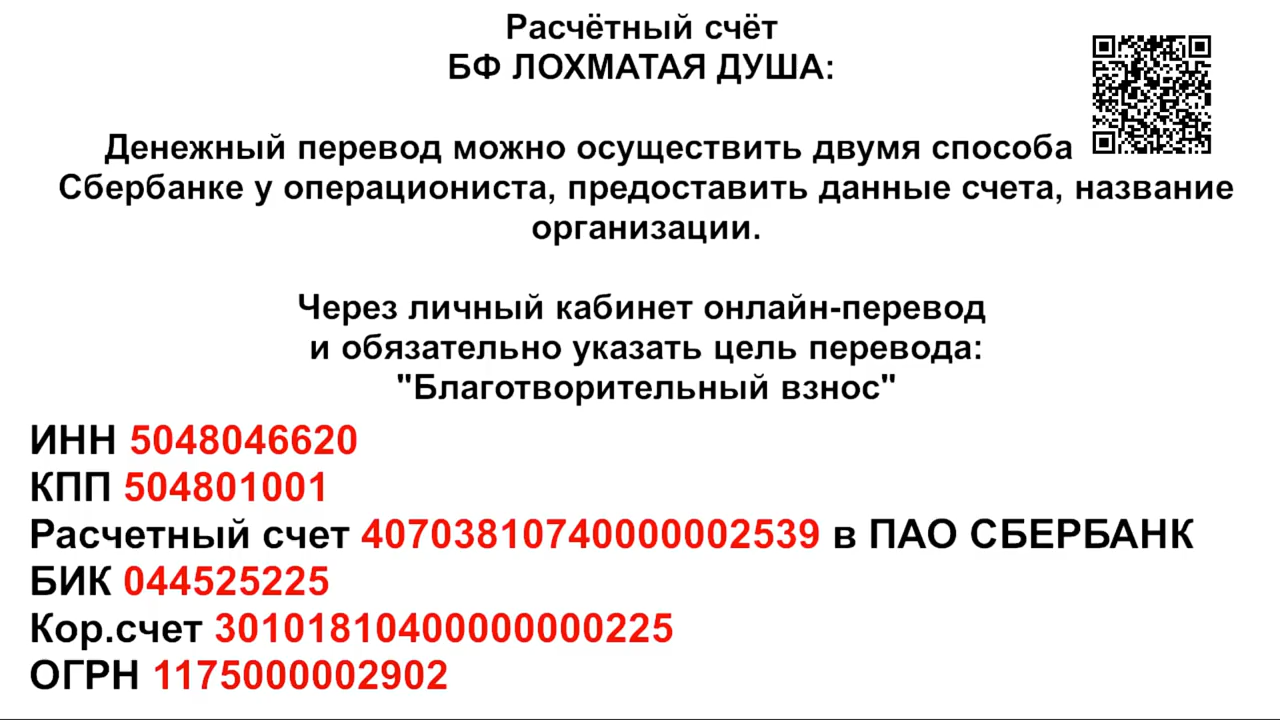 Расчётный счёт
БФ ЛОХМАТАЯ ДУША:
Денежный перевод можно осуществить двумя способа
Сбербанке у операциониста, предоставить данные счета, название
организации.
Через личный кабинет онлайн-перевод
и обязательно указать цель перевода:
"Благотворительный взнос"
ИНН 5048046620
КПП 504801001
Расчетный счет 40703810740000002539 в ПАО СБЕРБАНК
БИК 044525225
Кор.счет 30101810400000000225
ОГРН 1175000002902